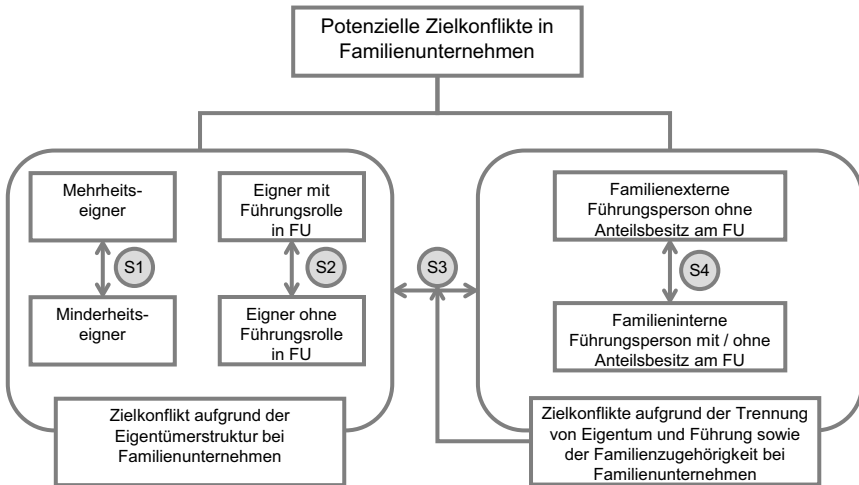 Potenzielle Zielkonflikte in
Familienunternehmen
Mehrheits-
eigner
S1
Minderheits-
eigner
Eigner mit
Führungsrolle
in FU
S2
Eigner ohne
Führungsrolle
in FU
Zielkonflikt aufgrund der
Eigentümerstruktur bei
Familienunternehmen
S3
Familienexterne
Führungsperson ohne
Anteilsbesitz am FU
S4
Familieninterne
Führungsperson mit / ohne
Anteilsbesitz am FU
Zielkonflikte aufgrund der Trennung
von Eigentum und Führung sowie
der Familienzugehörigkeit bei
Familienunternehmen